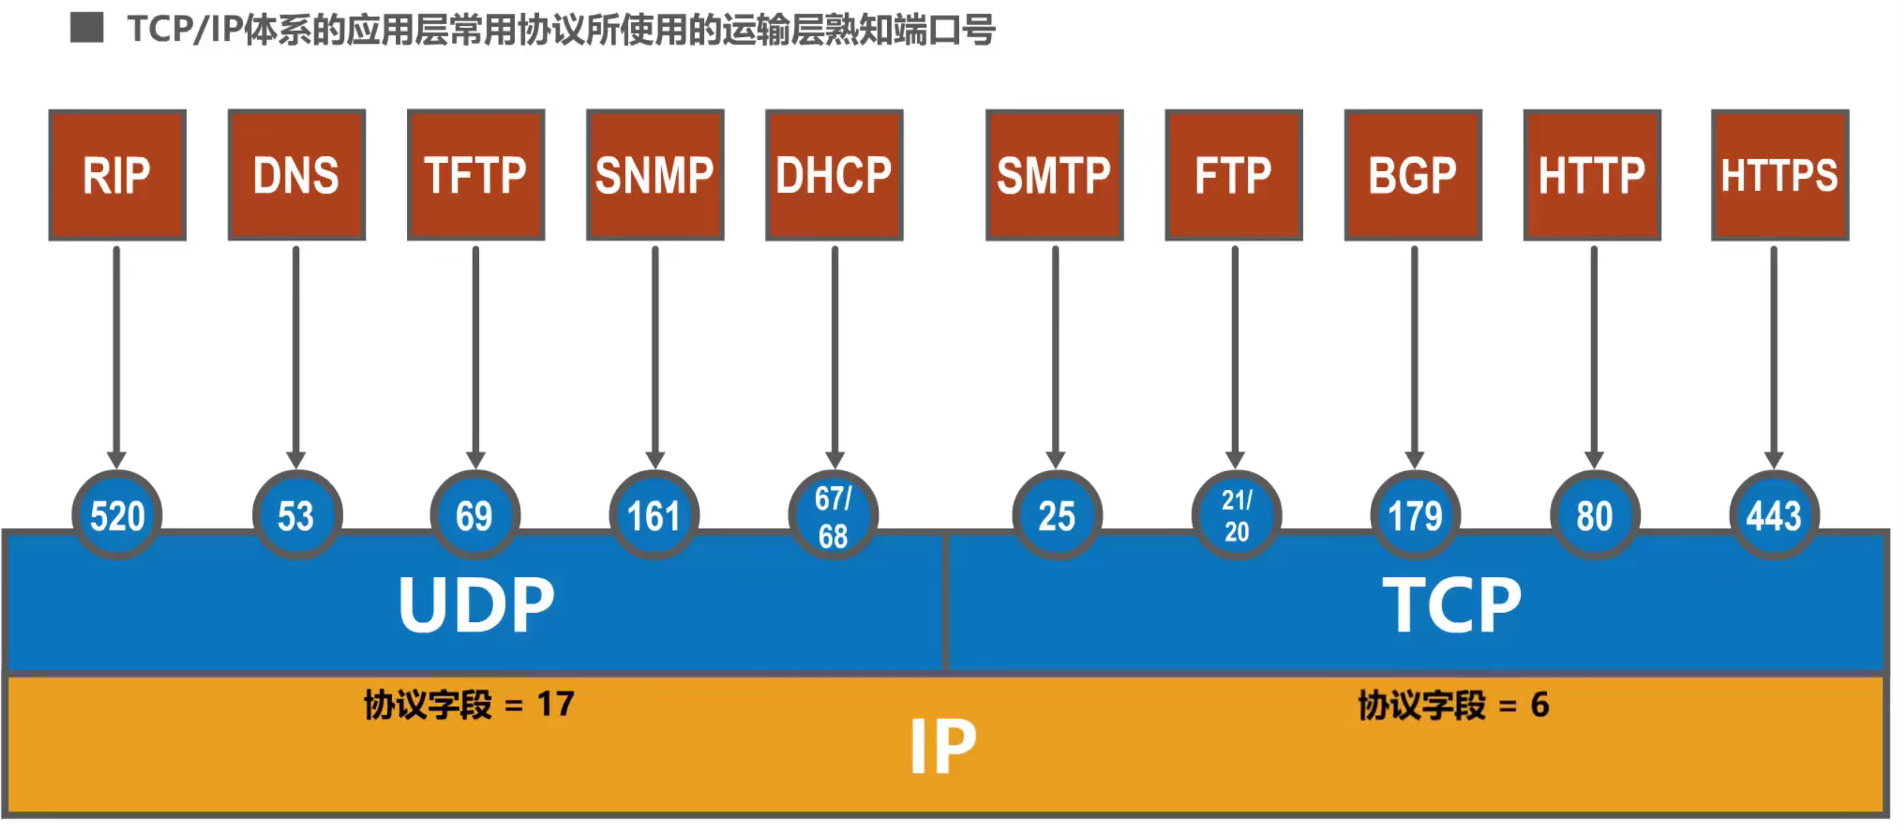 TCP/IP体系的应用层常用协议所使用的运输层熟知端口号
RIP
DNS
TFTP
SNMP
DHCP
SMTP
FTP
BGP
HTTP
HTTPS
520
53
69
161
67/
68
25
21/
20
179
80
443
UDP
TCP
协议字段 = 17
协议字段 = 6
IP